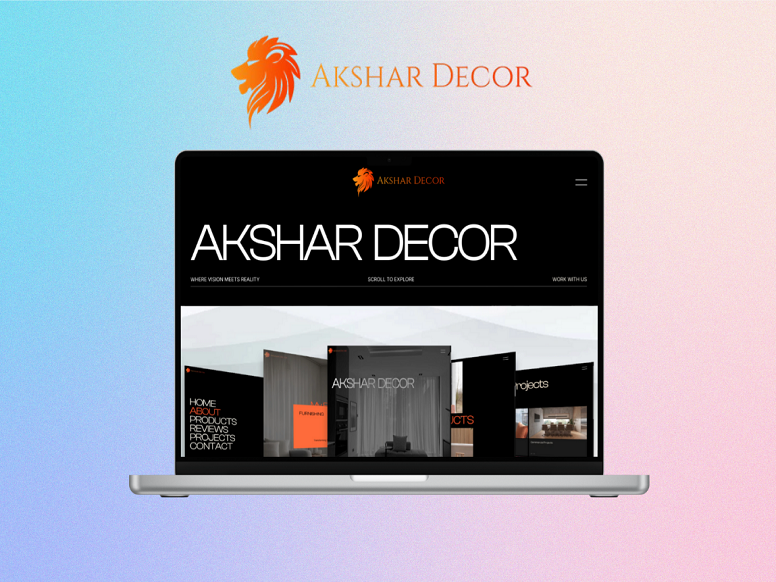 AKSHAR DECOR
AKSHAR DECOR
AKSHAR DECOR
WHERE VISION MEETS REALITY
SCROLL TO EXPLORE
WORK WITH US
AKSHAR DECOR
FURNISHING
HOME
ABOUT
PRODUCTS
REVIEWS
PROJECTS
CONTACT